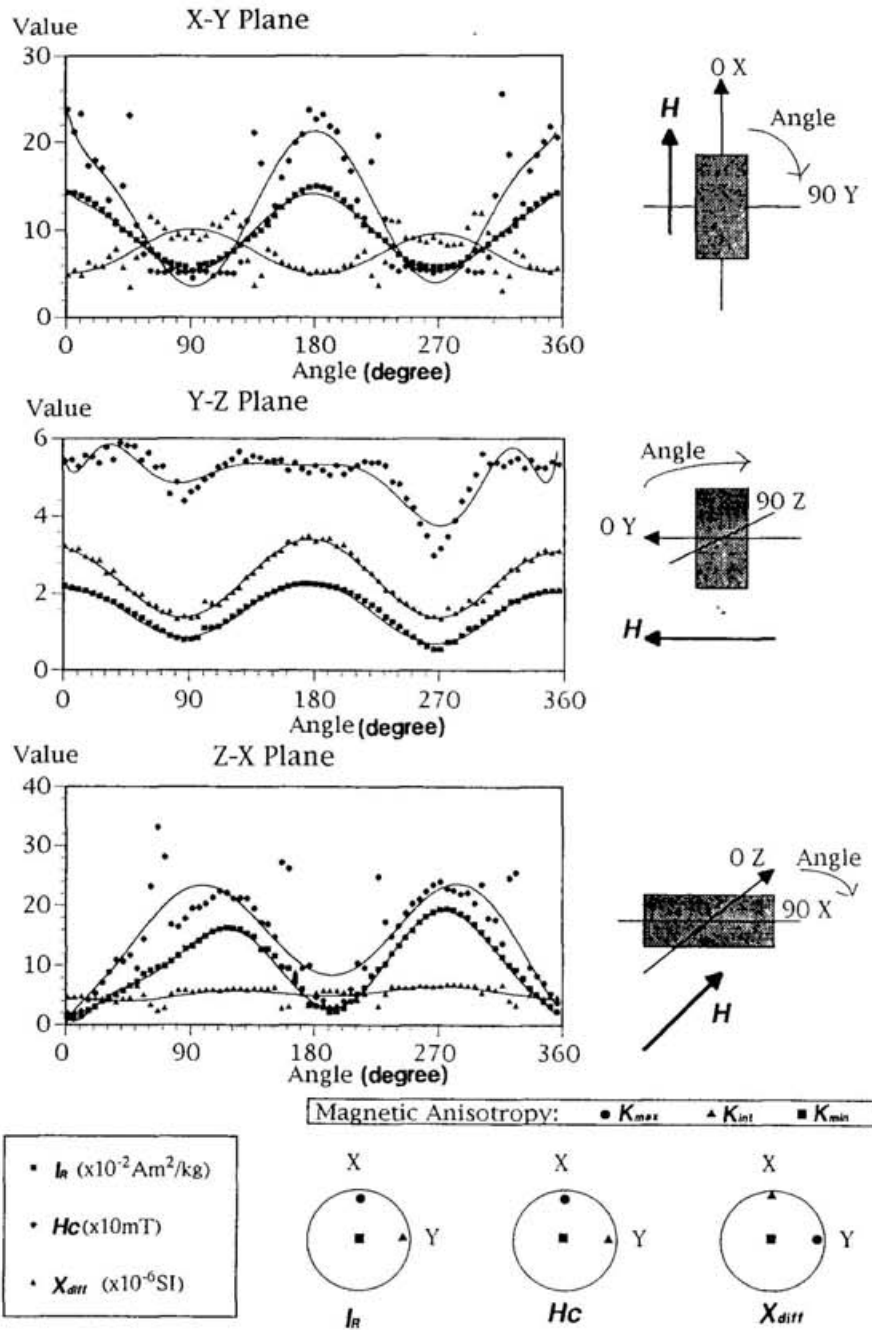 X-Y Plane
Value
30
20
10
0
0 90 180 270 360
Angle (degree)
0 X
H
Angle
90 Y
Y-Z Plane
Value
6
4
2
0
0 90 180 270 360
Angle (degree)
Angle
90 Z
0 Y
H
Z-X Plane
Value
40
30
20
10
0
0 90 180 270 360
Angle (degree)
0 Z Angle
90 X
H
Magnetic Anisotropy: ● Kmax ▲ Kint ■ Kmin
■ IR (x10-2Am2/kg)
◆ Hc(x10mT)
▲ Xdiff (x10-6SI)
X X X
Y Y Y
IR Hc Xdiff